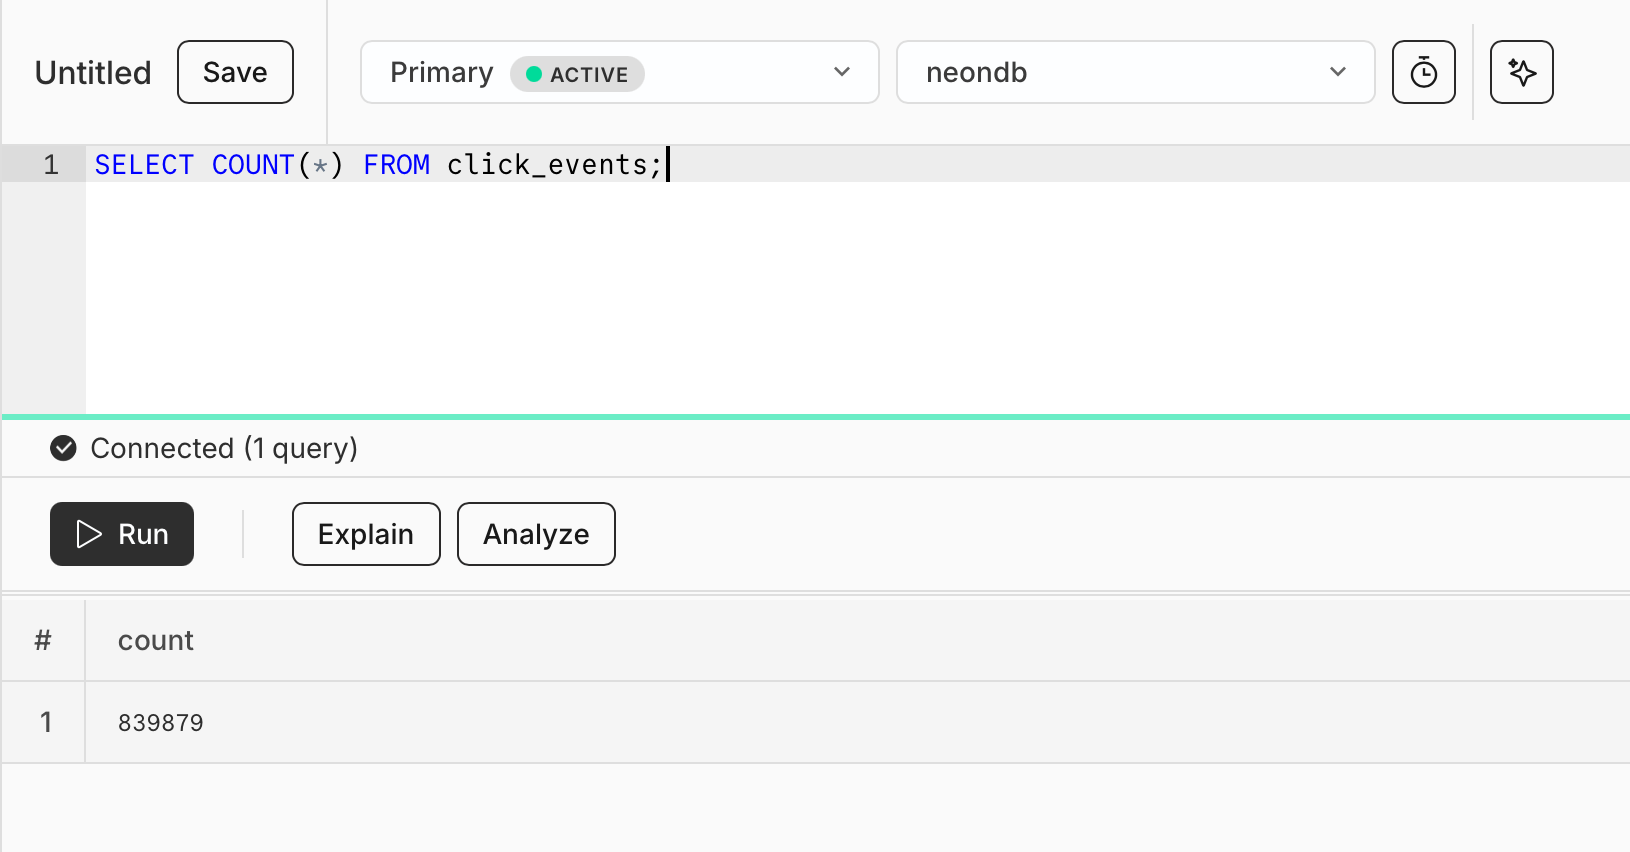 Untitled Save Primary ACTIVE neondb
1 SELECT COUNT(*) FROM click_events;
Connected (1 query)
Run Explain Analyze
# count
1 839879